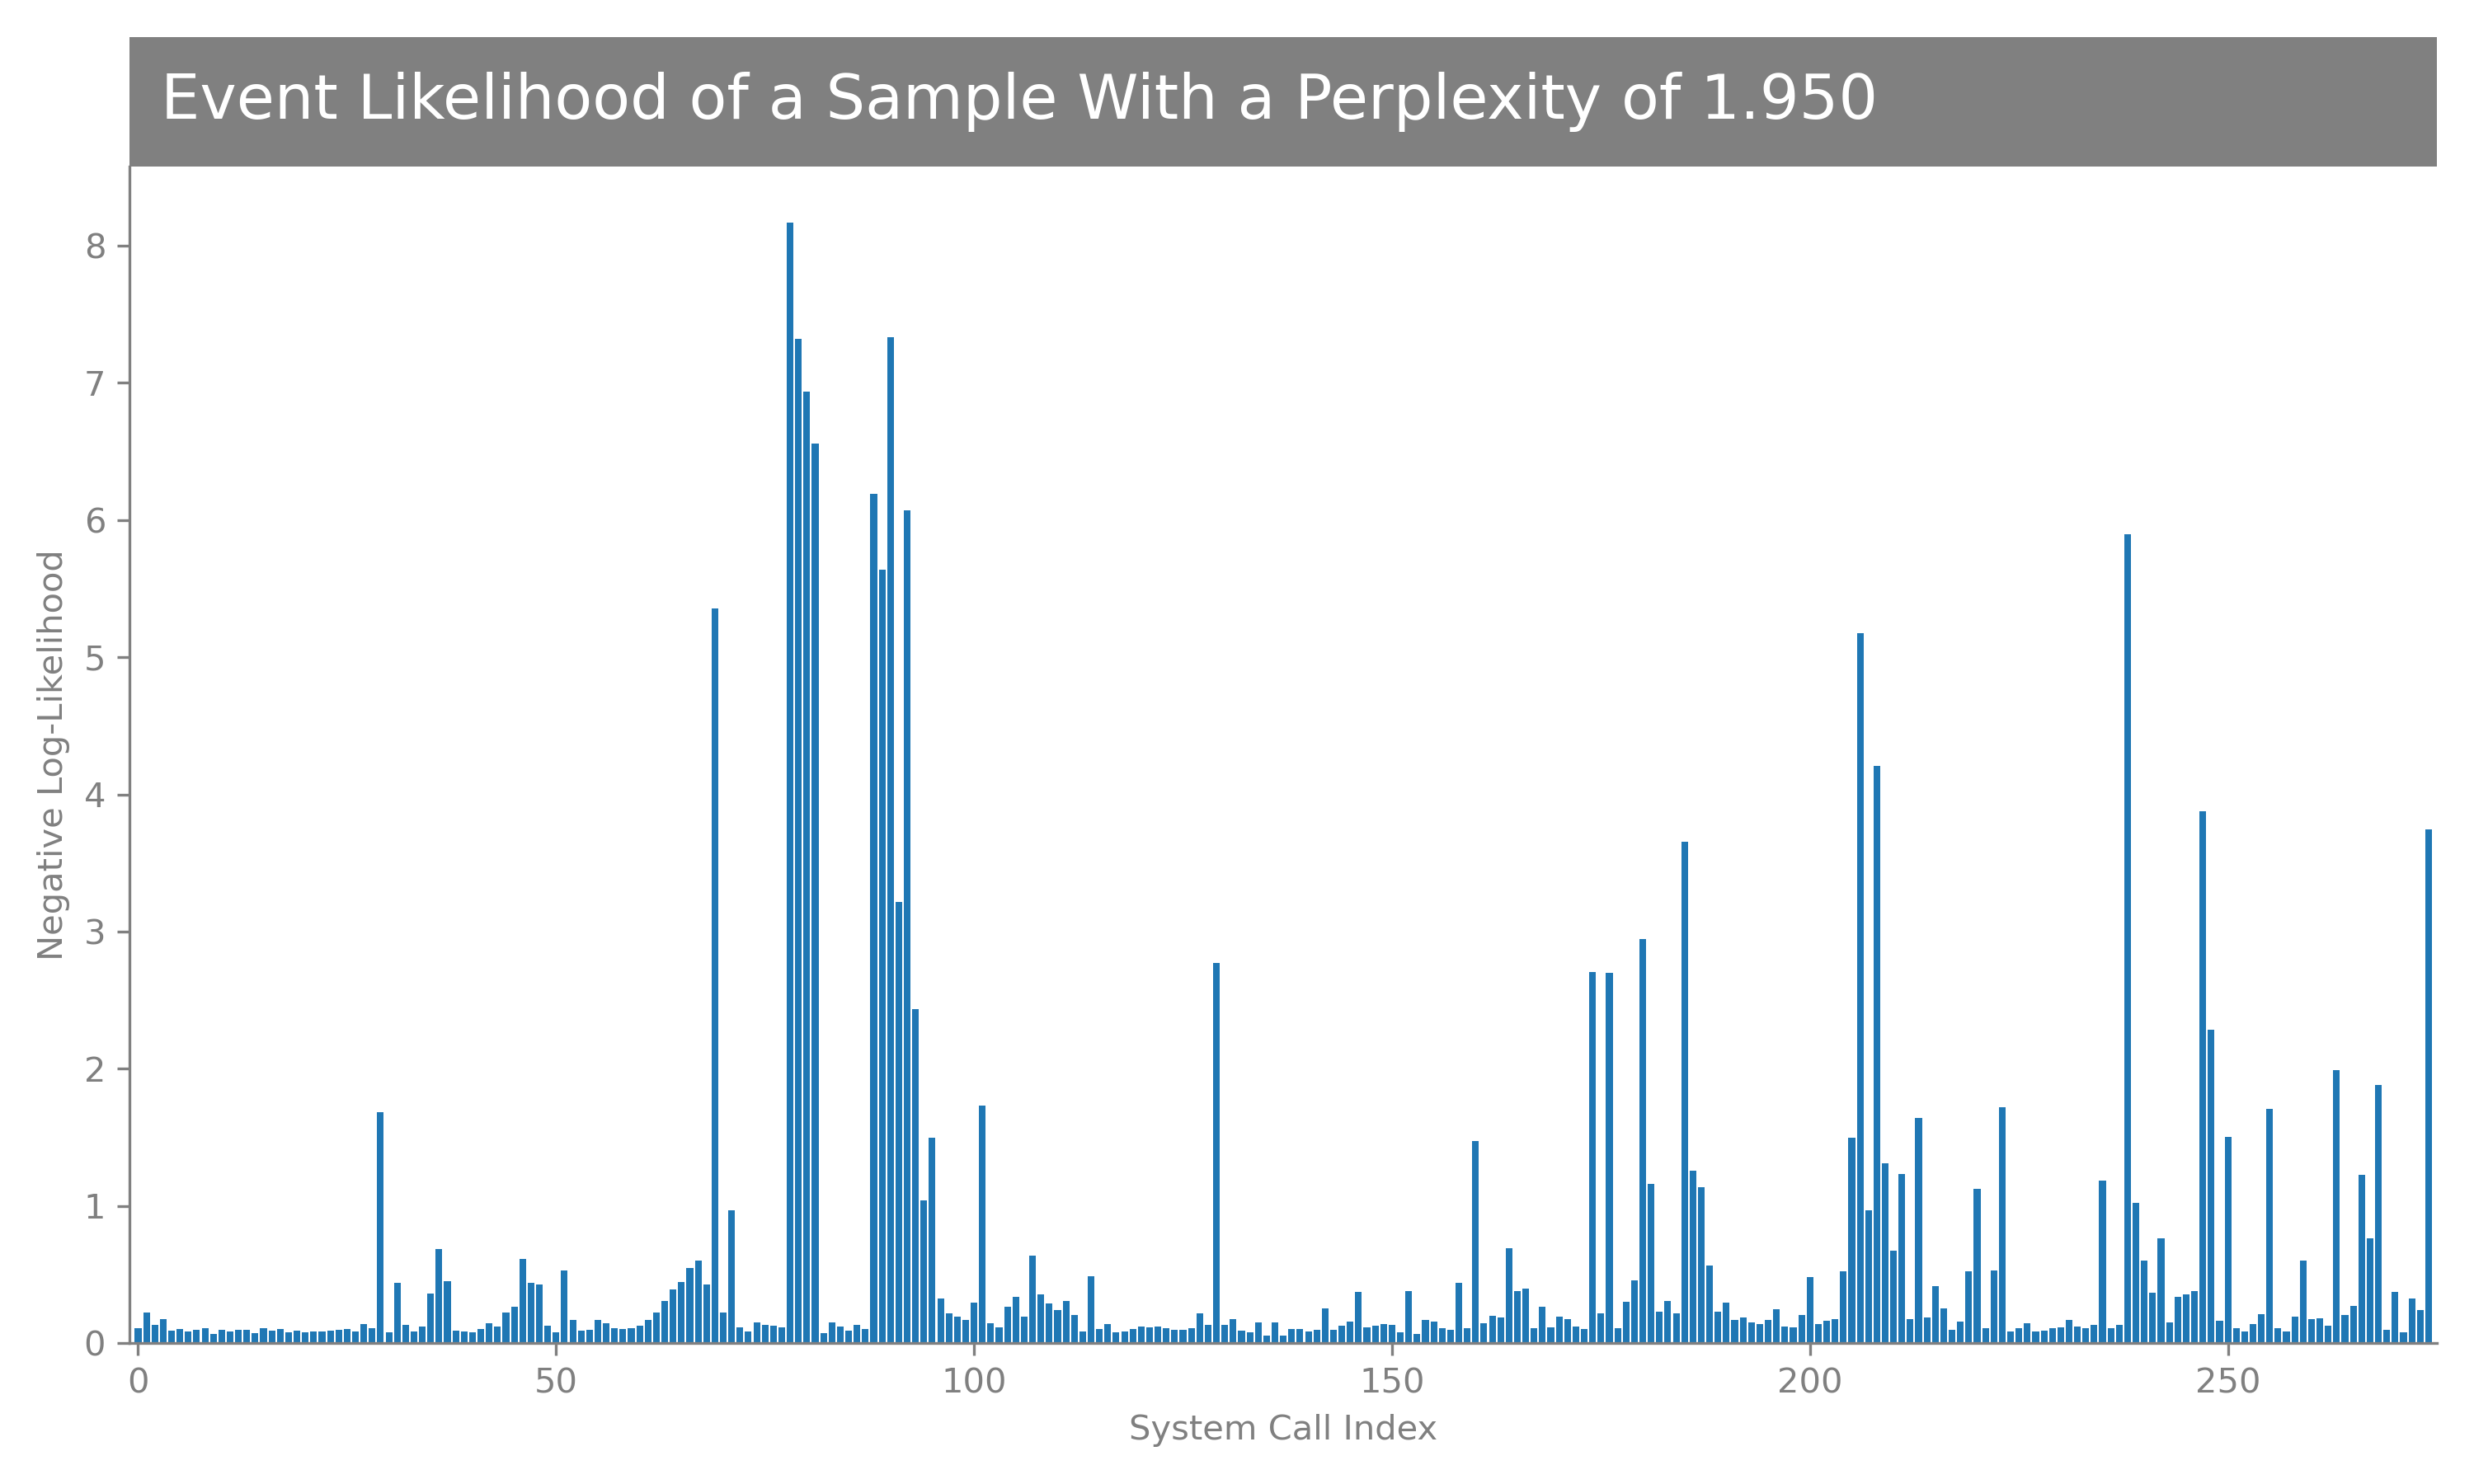 Event Likelihood of a Sample With a Perplexity of 1.950
8
7
6
5
4
3
2
1
0
Negative Log-Likelihood
0 50 100 150 200 250
System Call Index